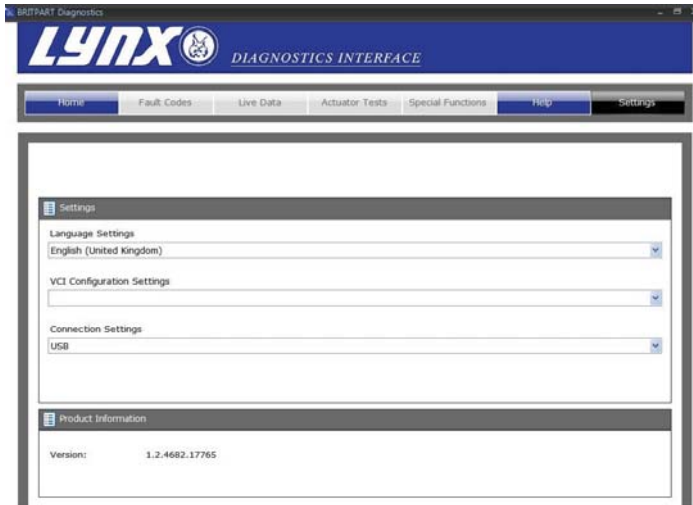 BRITPART Diagnostics
LYNX DIAGNOSTICS INTERFACE
Home Fault Codes Live Data Actuator Tests Special Functions Help Settings
Settings
Language Settings
English (United Kingdom)
VCI Configuration Settings
Connection Settings
USB
Product Information
Version: 1.2.4682.17765